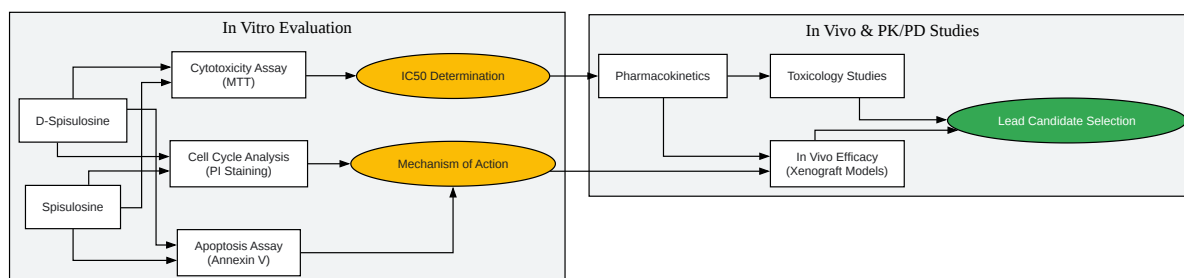 In Vitro Evaluation
Cytotoxicity Assay
(MTT)
IC50 Determination
D-Spisulosine
Cell Cycle Analysis
(PI Staining)
Mechanism of Action
Spisulosine
Apoptosis Assay
(Annexin V)
In Vivo & PK/PD Studies
Pharmacokinetics
Toxicology Studies
Lead Candidate Selection
In Vivo Efficacy
(Xenograft Models)